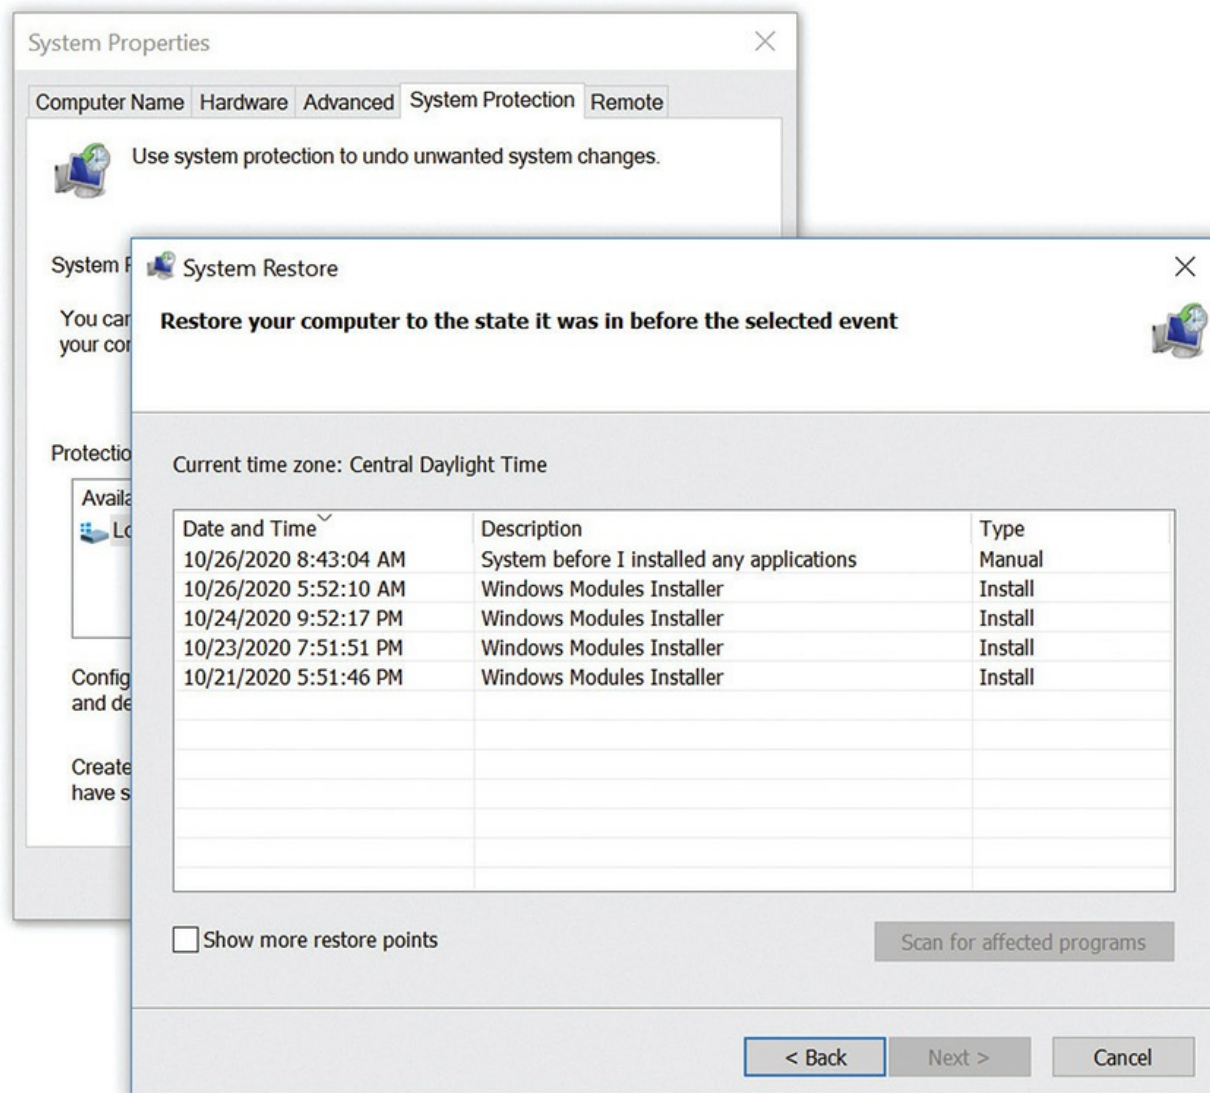 System Properties
Computer Name Hardware Advanced System Protection Remote
Use system protection to undo unwanted system changes.
System
You can
your
System Restore
Restore your computer to the state it was in before the selected event
Current time zone: Central Daylight Time
Date and Time Description Type
10/26/2020 8:43:04 AM System before I installed any applications Manual
10/26/2020 5:52:10 AM Windows Modules Installer Install
10/24/2020 9:52:17 PM Windows Modules Installer Install
10/23/2020 7:51:51 PM Windows Modules Installer Install
10/21/2020 5:51:46 PM Windows Modules Installer Install
and
Create
have
Show more restore points
Scan for affected programs
< Back Next > Cancel